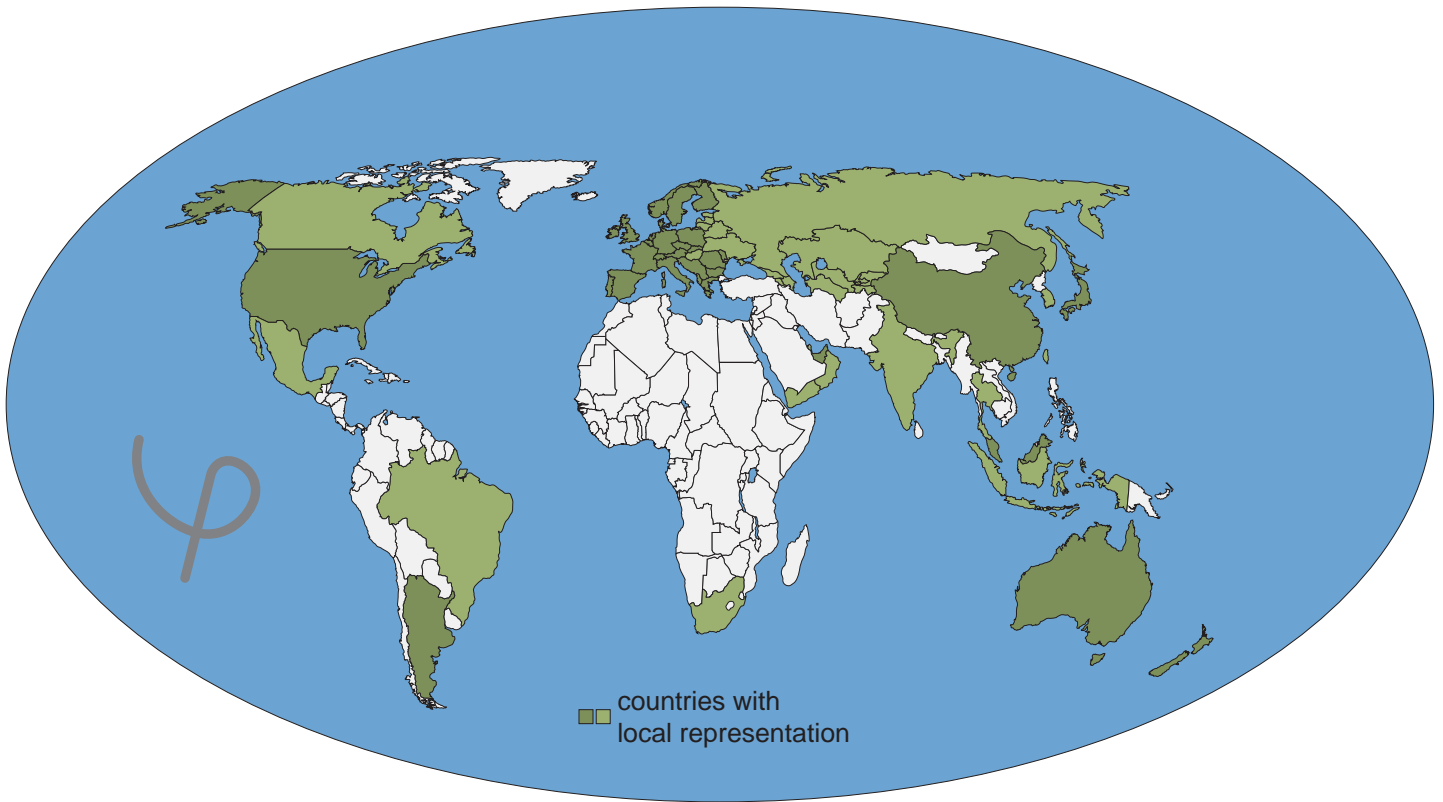 φ
countries with
local representation